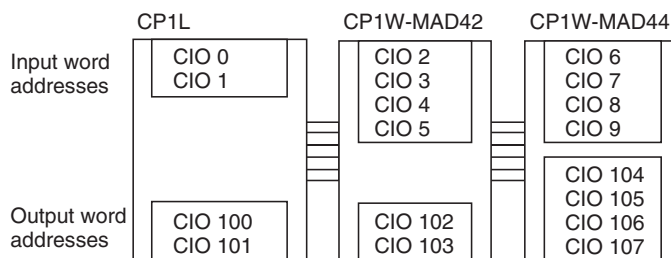 CP1L CP1W-MAD42 CP1W-MAD44
Input word addresses
CIO 0
CIO 1
CIO 2
CIO 3
CIO 4
CIO 5
CIO 6
CIO 7
CIO 8
CIO 9
Output word addresses
CIO 100
CIO 101
CIO 102
CIO 103
CIO 104
CIO 105
CIO 106
CIO 107